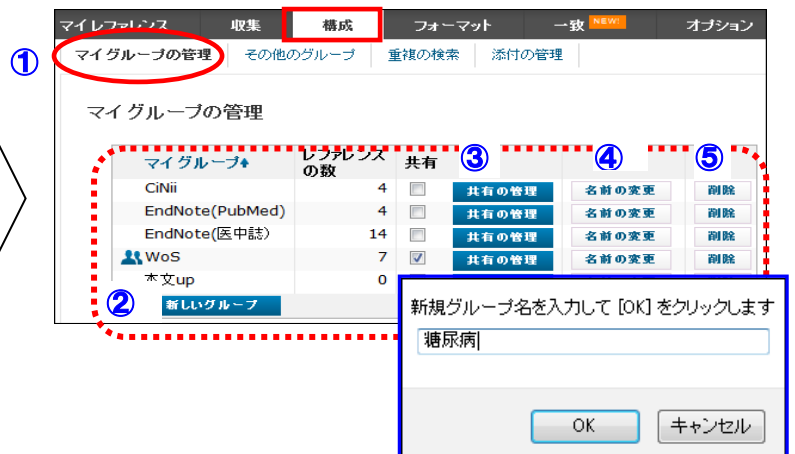 マイレファレンス 収集 構成 フォーマット 一致 NEW! オプション
① マイグループの管理 その他のグループ 重複の検索 添付の管理
マイグループの管理
マイグループ レファレンスの数 共有 ③ ④ ⑤
CiNii 4 共有の管理 名前の変更 削除
EndNote(PubMed) 4 共有の管理 名前の変更 削除
EndNote(医中誌) 14 共有の管理 名前の変更 削除
WoS 7 共有の管理 名前の変更 削除
本文up 0
② 新しいグループ
新規グループ名を入力して [OK] をクリックします
糖尿病
OK キャンセル